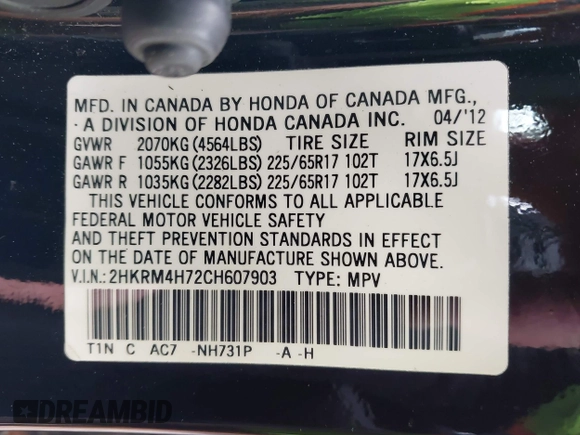 MFD. IN CANADA BY HONDA OF CANADA MFG.,
- A DIVISION OF HONDA CANADA INC. 04/'12
GVWR 2070KG (4564LBS) TIRE SIZE RIM SIZE
GAWR F 1055KG (2326LBS) 225/65R17 102T 17X6.5J
GAWR R 1035KG (2282LBS) 225/65R17 102T 17X6.5J
THIS VEHICLE CONFORMS TO ALL APPLICABLE
FEDERAL MOTOR VEHICLE SAFETY
AND THEFT PREVENTION STANDARDS IN EFFECT
ON THE DATE OF MANUFACTURE SHOWN ABOVE.
V.I.N.: 2HKRM4H72CH607903 TYPE: MPV
T1N C AC7 -NH731P -A -H
DREAMBID